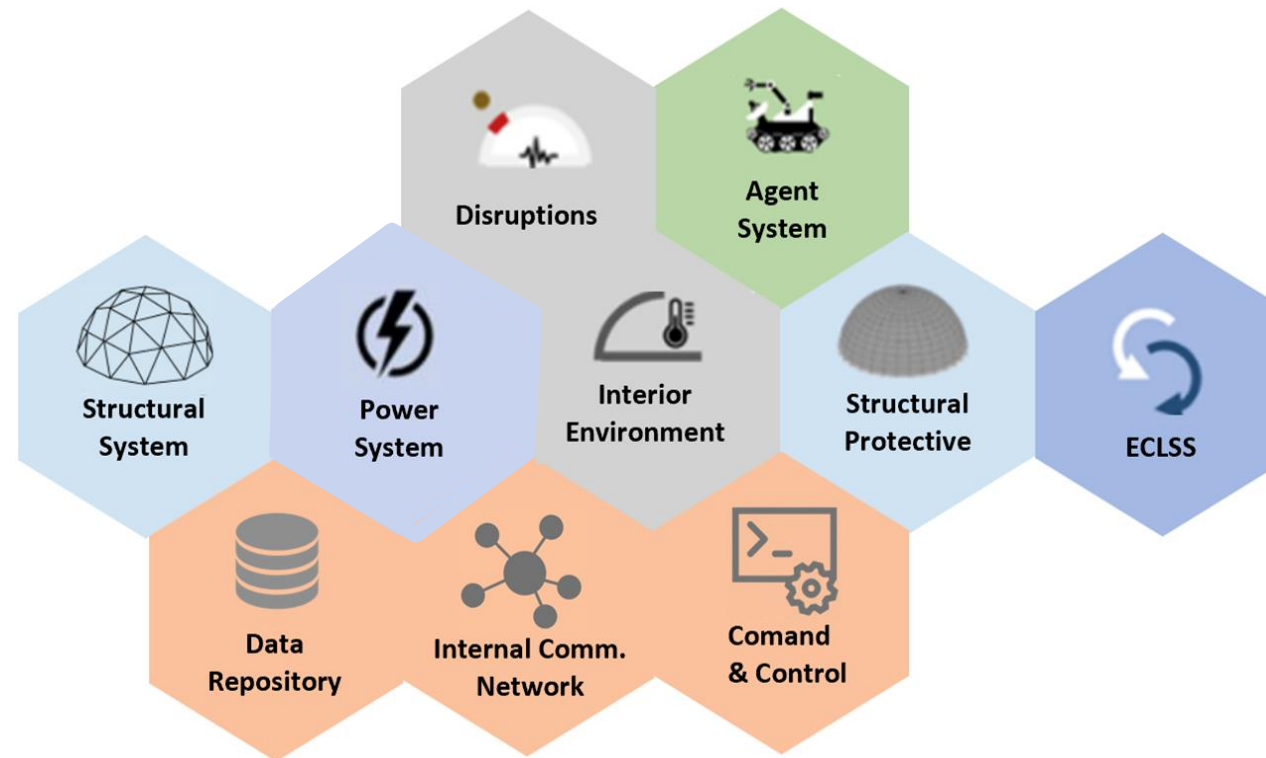 Disruptions
Agent
System
Structural
System
Power
System
Interior
Environment
Structural
Protective
ECLSS
Data
Repository
Internal Comm.
Network
Comand
& Control